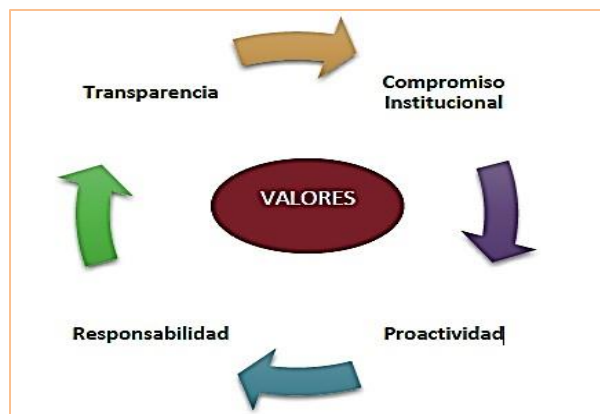 Transparencia
Compromiso
Institucional
VALORES
Responsabilidad
Proactividad